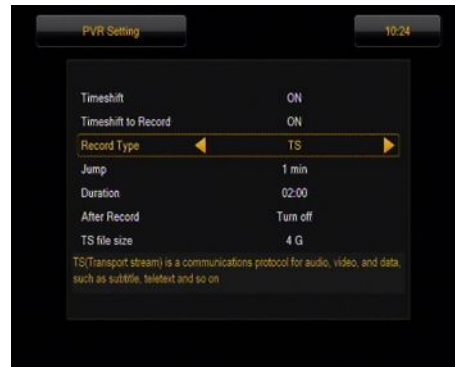 PVR Setting 10:24
Timeshift ON
Timeshift to Record ON
Record Type TS
Jump 1 min
Duration 02:00
After Record Turn off
TS file size 4 G
TS(Transport stream) is a communications protocol for audio, video, and data,
such as subtitle, teletext and so on